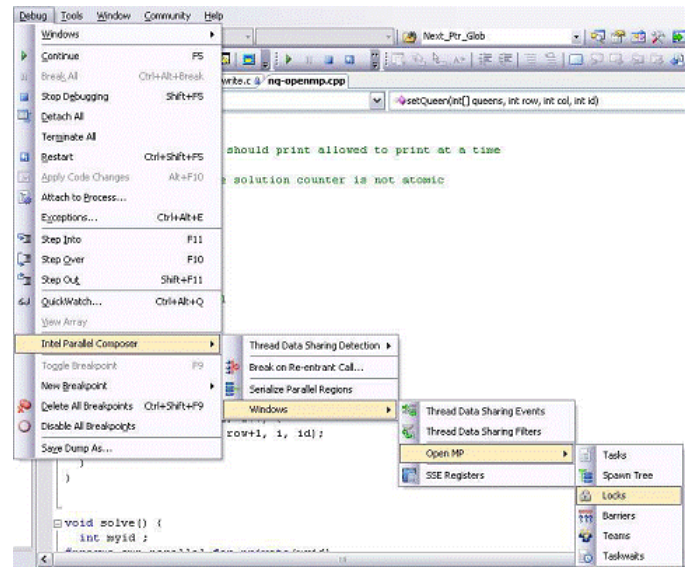 Debug Tools Window Community Help
Windows
Next_Ptr_Glob
Continue F5
Break All Ctrl+Alt+Break
write.c nq-openmp.cpp
Stop Debugging Shift+F5
setQueen(int[] queens, int row, int col, int id)
Detach All
Terminate All
Restart Ctrl+Shift+F5
should print allowed to print at a time
Apply Code Changes Alt+F10
solution counter is not atomic
Attach to Process...
Exceptions... Ctrl+Alt+E
Step Into F11
Step Over F10
Step Out Shift+F11
QuickWatch... Ctrl+Alt+Q
View Array
Intel Parallel Composer
Thread Data Sharing Detection
Toggle Breakpoint F9
Break on Re-entrant Call...
New Breakpoint
Serialize Parallel Regions
Delete All Breakpoints Ctrl+Shift+F9
Windows
Thread Data Sharing Events
Disable All Breakpoints
row+1, i, id);
Thread Data Sharing Filters
Save Dump As...
Open MP
Tasks
}
SSE Registers
Spawn Tree
}
Locks
Barriers
void solve() {
int myid ;
Teams
Taskwaits